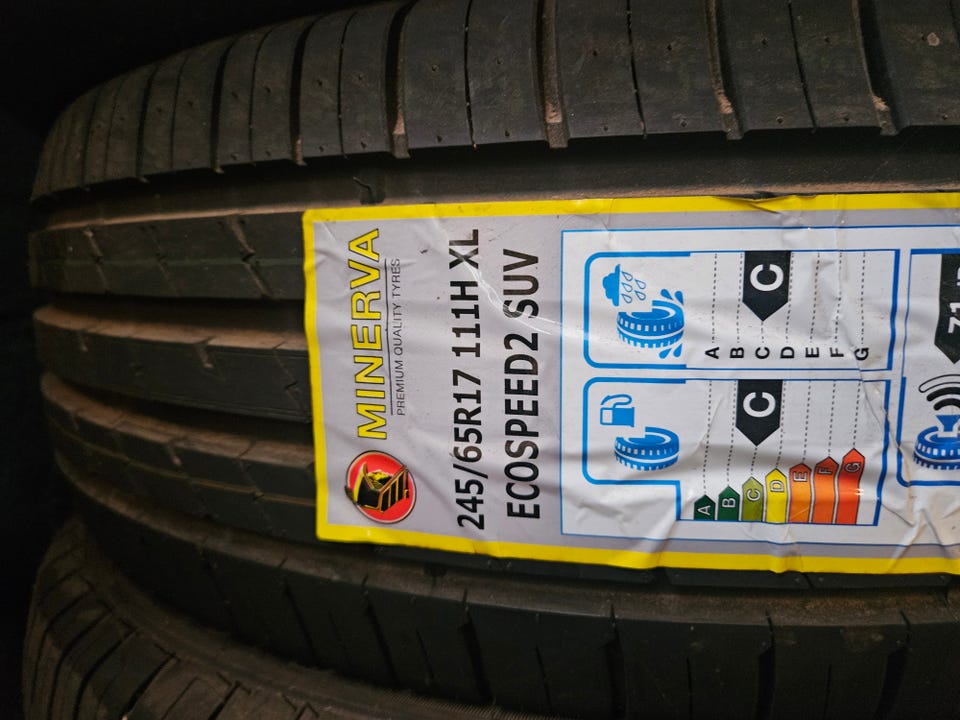 MINERVA
PREMIUM QUALITY TYRES
245/65R17 111H XL
ECOSPEED2 SUV
A
B
C
D
E
F
G
C
A
B
C
D
E
F
G
C